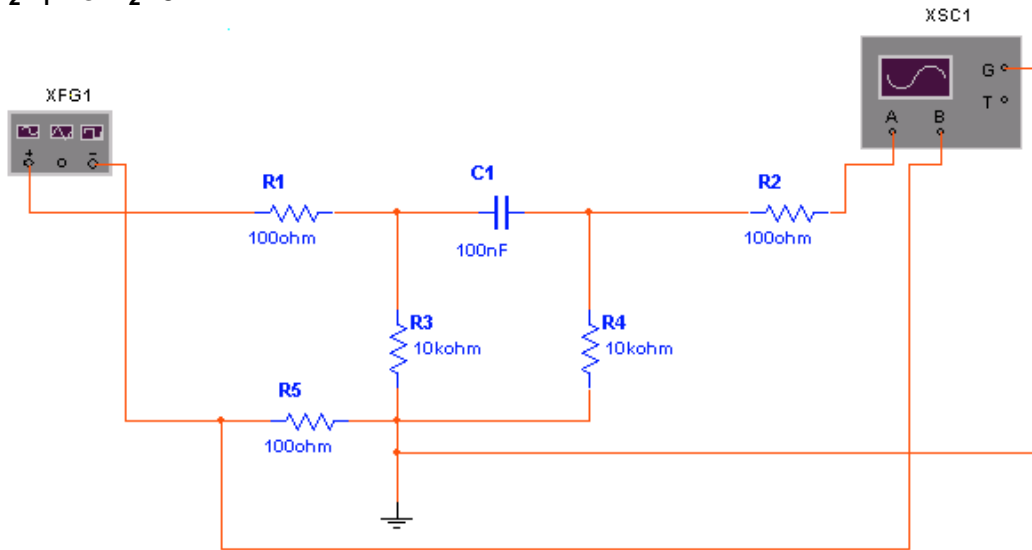 XSC1
G
T
A B
XFG1
+ -
R1
100ohm
C1
100nF
R2
100ohm
R3
10kohm
R4
10kohm
R5
100ohm